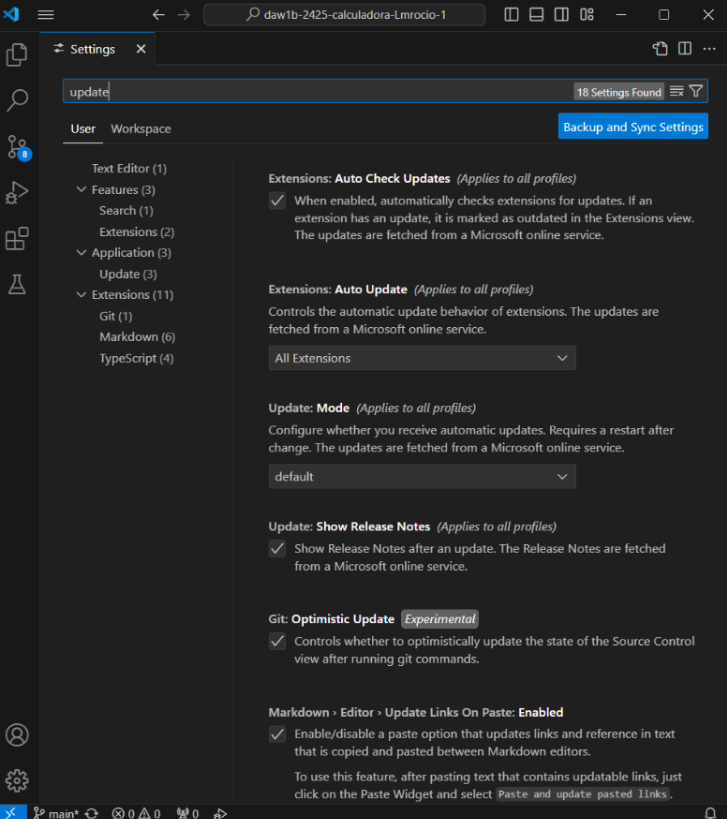 daw1b-2425-calculadora-Lmrocio-1
Settings
update
18 Settings Found
User Workspace
Backup and Sync Settings
Text Editor (1)
Features (3)
Search (1)
Extensions (2)
Application (3)
Update (3)
Extensions (11)
Git (1)
Markdown (6)
TypeScript (4)
Extensions: Auto Check Updates (Applies to all profiles)
When enabled, automatically checks extensions for updates. If an
extension has an update, it is marked as outdated in the Extensions view.
The updates are fetched from a Microsoft online service.
Extensions: Auto Update (Applies to all profiles)
Controls the automatic update behavior of extensions. The updates are
fetched from a Microsoft online service.
All Extensions
Update: Mode (Applies to all profiles)
Configure whether you receive automatic updates. Requires a restart after
change. The updates are fetched from a Microsoft online service.
default
Update: Show Release Notes (Applies to all profiles)
Show Release Notes after an update. The Release Notes are fetched
from a Microsoft online service.
Git: Optimistic Update Experimental
Controls whether to optimistically update the state of the Source Control
view after running git commands.
Markdown › Editor › Update Links On Paste: Enabled
Enable/disable a paste option that updates links and reference in text
that is copied and pasted between Markdown editors.
To use this feature, after pasting text that contains updatable links, just
click on the Paste Widget and select Paste and update pasted links.
8
main* 0 0 0